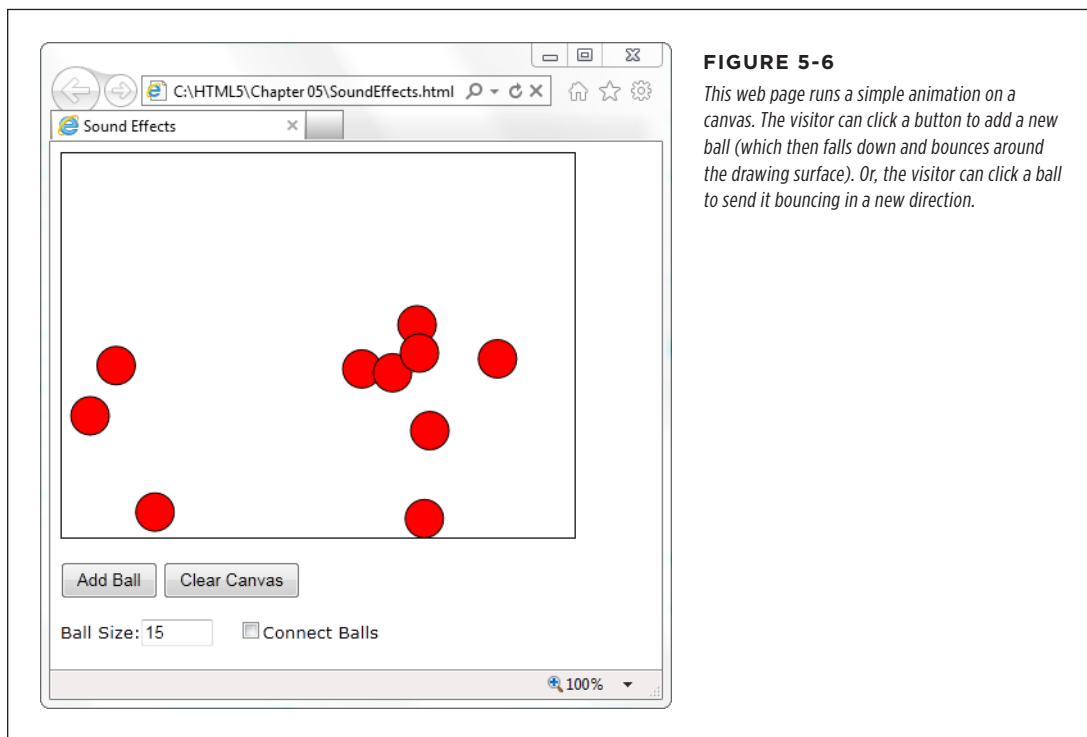 C:\HTML5\Chapter 05\SoundEffects.html
Sound Effects
Add Ball
Clear Canvas
Ball Size: 15
Connect Balls
100%
FIGURE 5-6
This web page runs a simple animation on a
canvas. The visitor can click a button to add a new
ball (which then falls down and bounces around
the drawing surface). Or, the visitor can click a ball
to send it bouncing in a new direction.